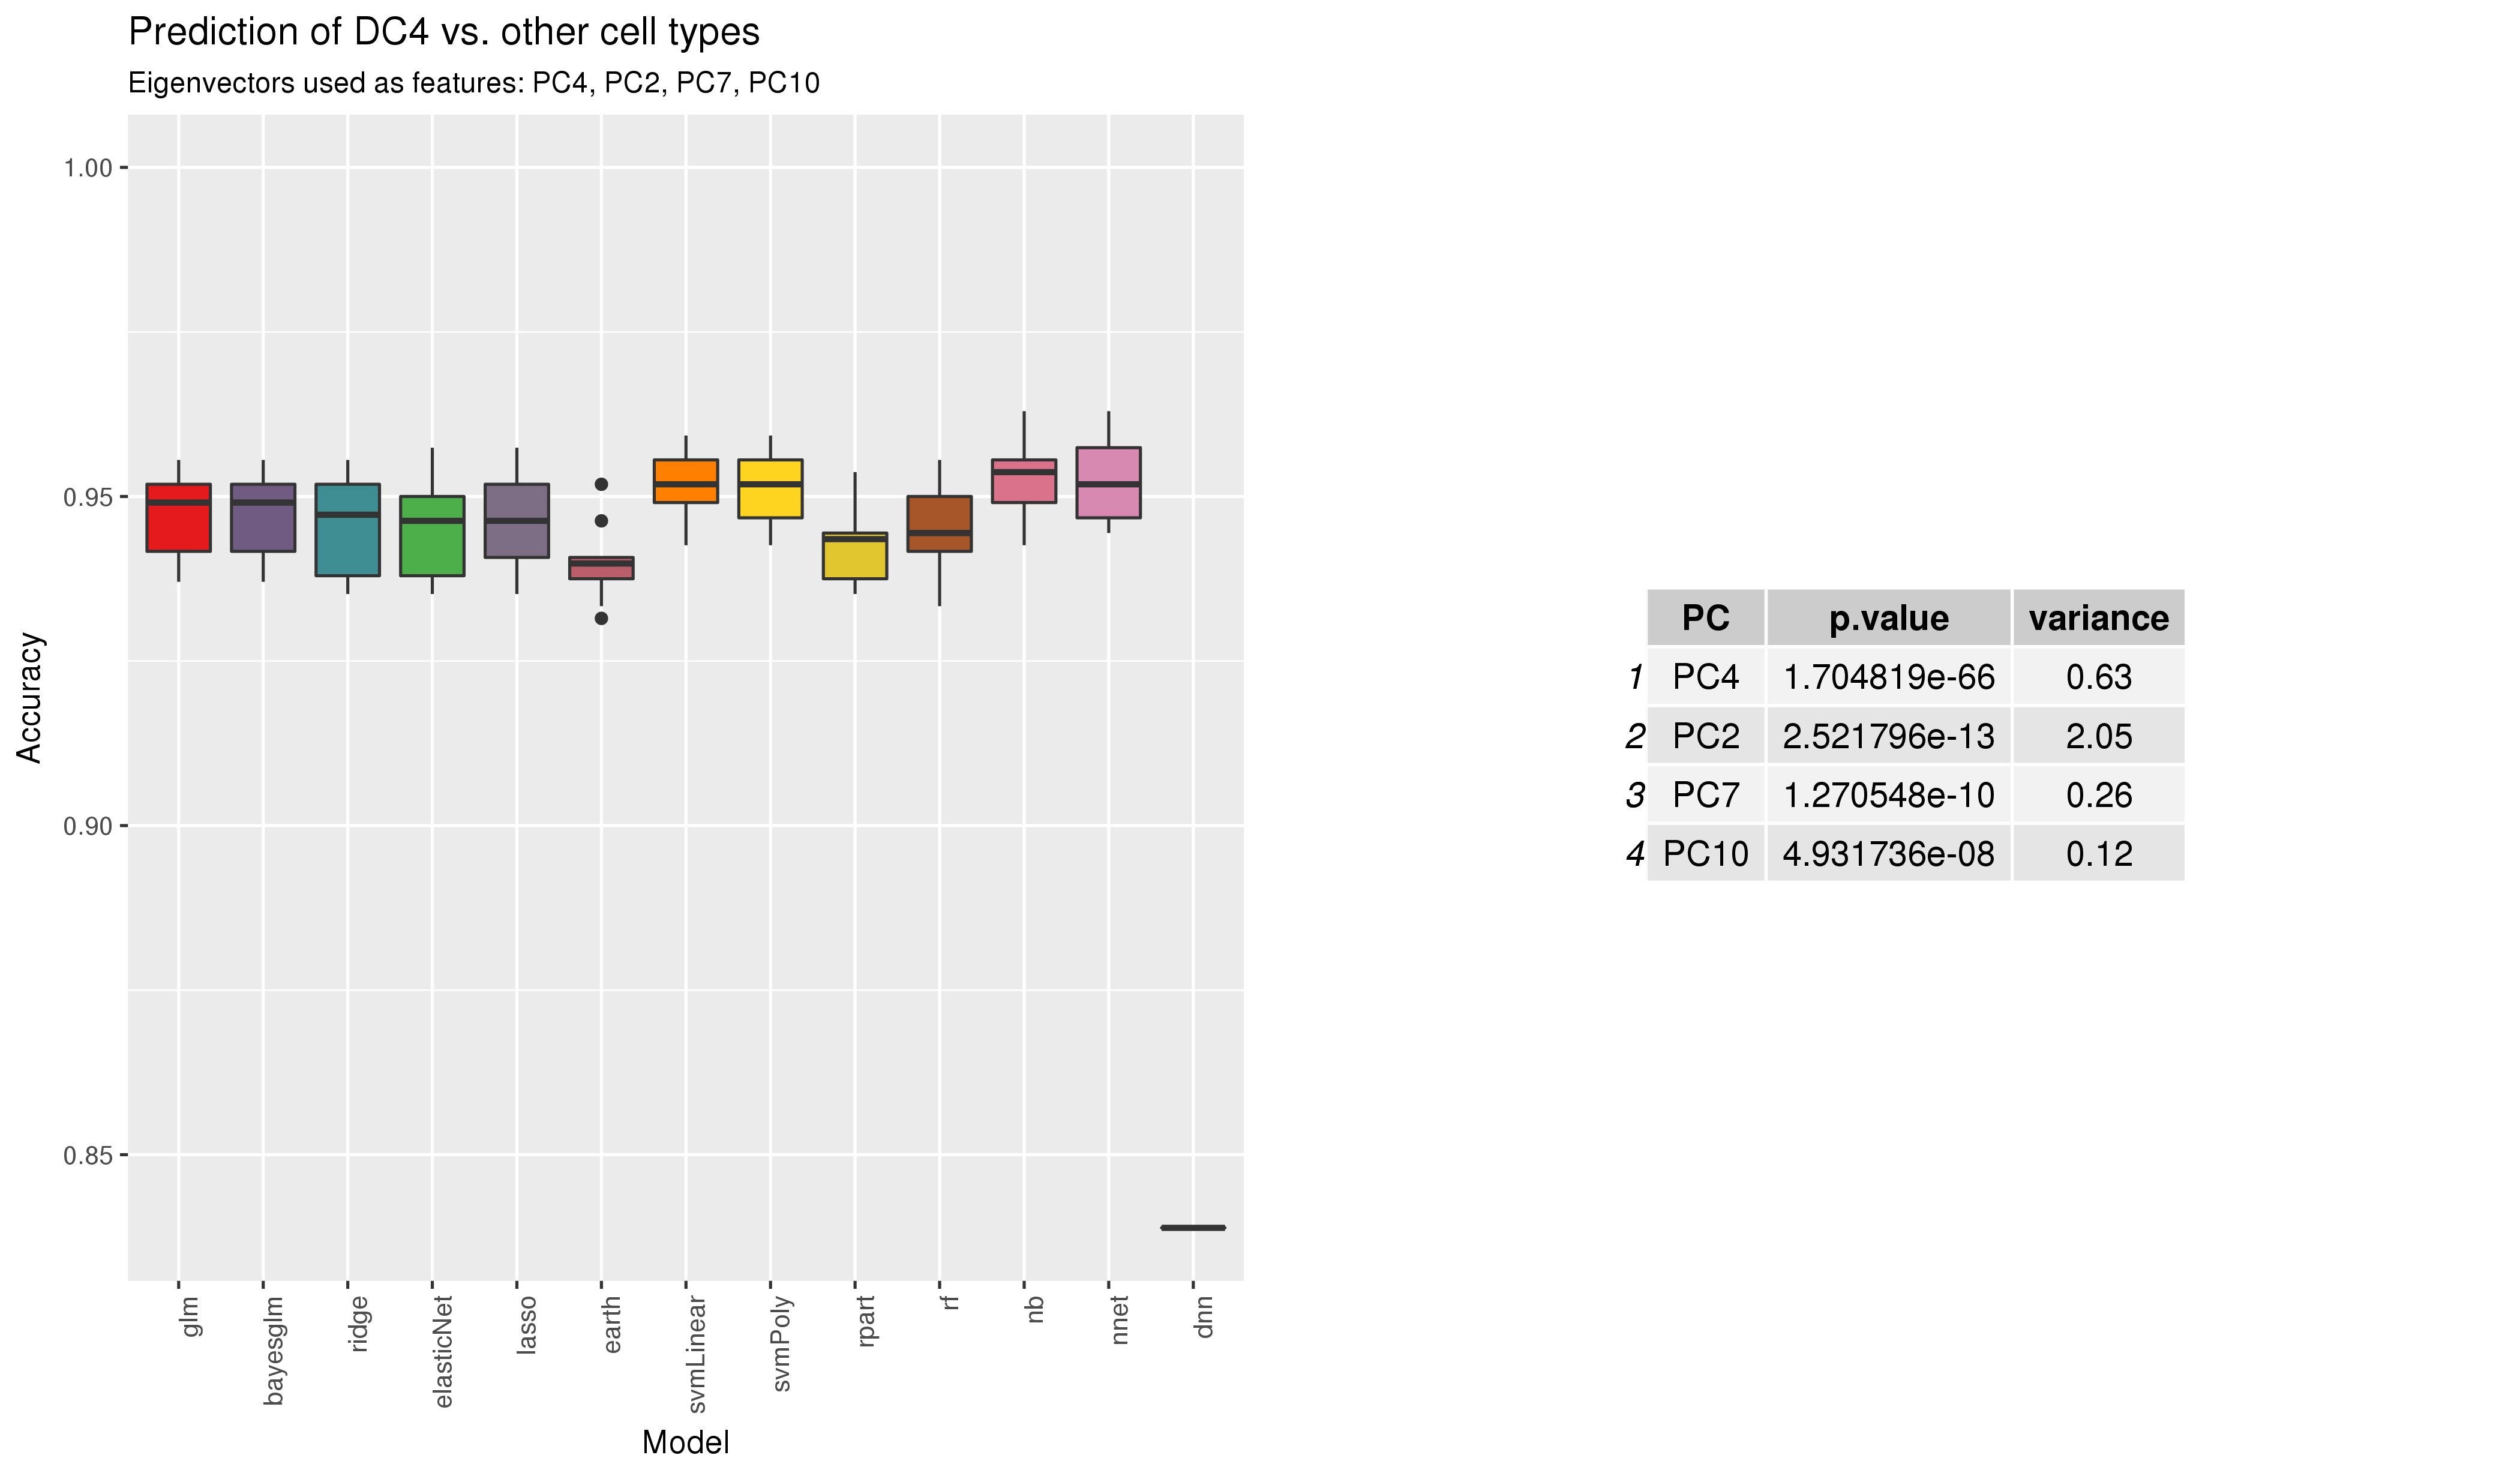 Prediction of DC4 vs. other cell types
Eigenvectors used as features: PC4, PC2, PC7, PC10
Accuracy
1.00
0.95
0.90
0.85
glm
bayesglm
ridge
elasticNet
lasso
earth
svmLinear
svmPoly
rpart
rf
nb
nnet
dnn
Model
PC p.value variance
1 PC4 1.704819e-66 0.63
2 PC2 2.521796e-13 2.05
3 PC7 1.270548e-10 0.26
4 PC10 4.931736e-08 0.12